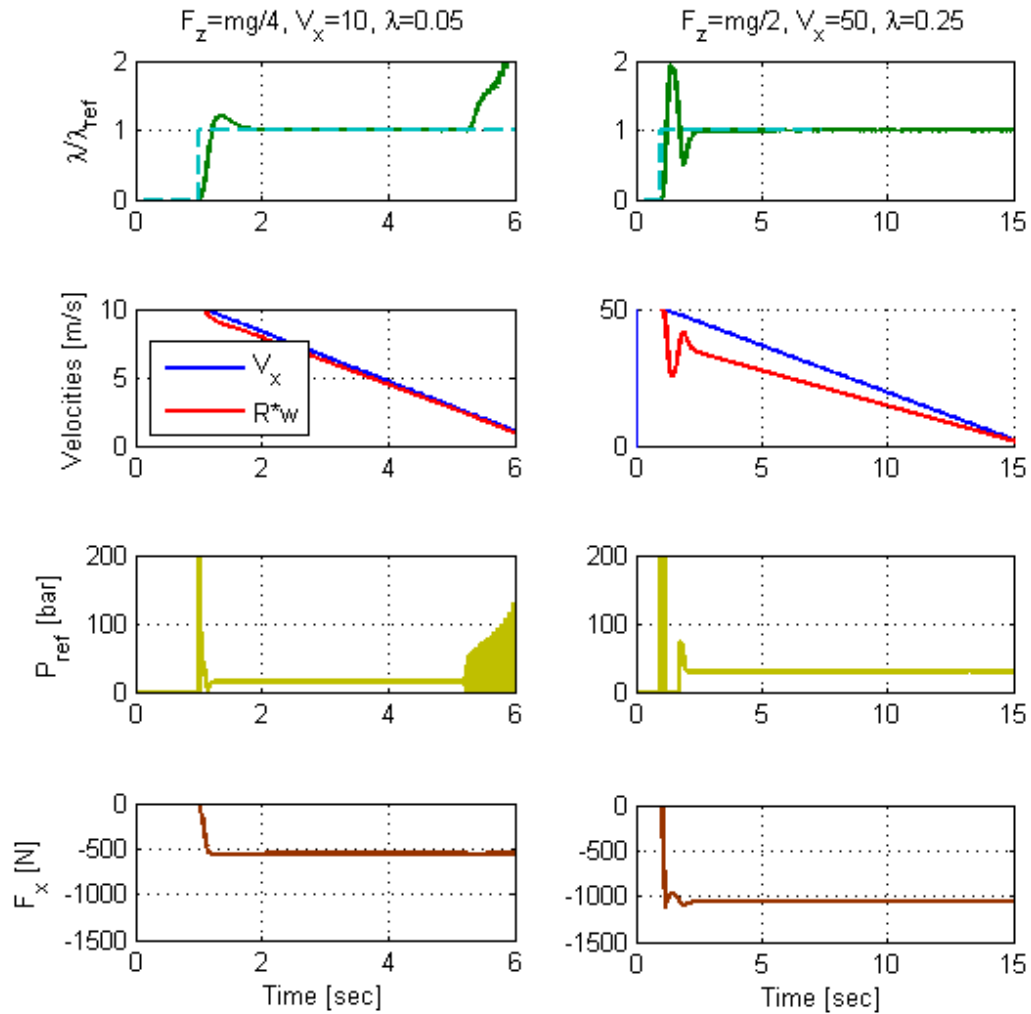 F_z=mg/4, V_x=10, λ=0.05
F_z=mg/2, V_x=50, λ=0.25
λ/λ_ref
2
1
0
0 2 4 6
2
1
0
0 5 10 15
Velocities [m/s]
10
5
0
V_x
R*w
0 2 4 6
50
0
0 5 10 15
P_ref [bar]
200
100
0
0 2 4 6
200
100
0
0 5 10 15
F_x [N]
0
-500
-1000
-1500
0 2 4 6
Time [sec]
0
-500
-1000
-1500
0 5 10 15
Time [sec]